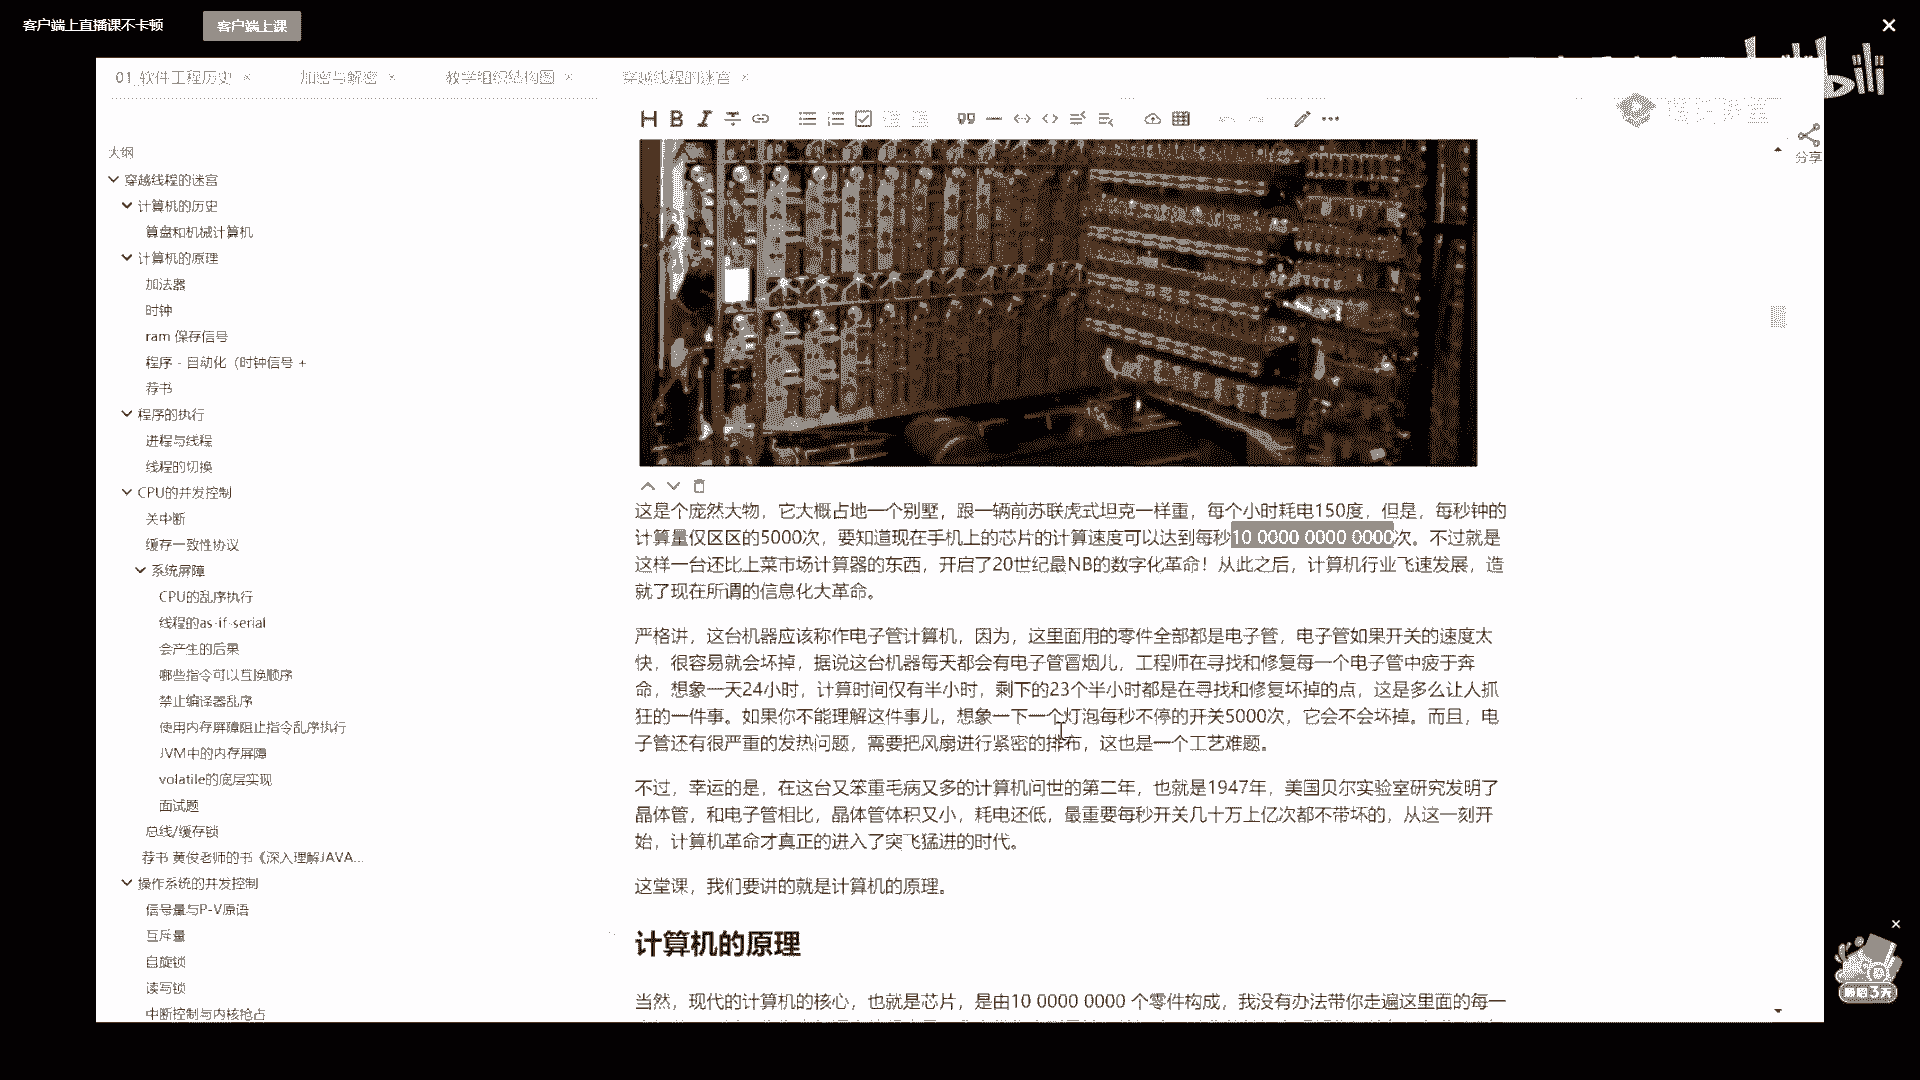 客户端上直播课不卡顿
客户端上课
bili
01_软件工程历史
加密与解密
教学组织结构图
穿越线程的迷宫
分享
大纲
穿越线程的迷宫
计算机的历史
算盘和机械计算机
计算机的原理
加法器
时钟
ram 保存信号
程序 - 自动化（时钟信号 +
荐书
程序的执行
进程与线程
线程的切换
CPU的并发控制
关中断
缓存一致性协议
系统屏障
CPU的乱序执行
线程的as-if-serial
会产生的后果
哪些指令可以互换顺序
禁止编译器乱序
使用内存屏障阻止指令乱序执行
JVM中的内存屏障
volatile的底层实现
面试题
总线/缓存锁
荐书 黄俊老师的书《深入理解JAVA...
操作系统的并发控制
信号量与P-V原语
互斥量
自旋锁
读写锁
中断控制与内核抢占
这是个庞然大物，它大概占地一个别墅，跟一辆前苏联虎式坦克一样重，每个小时耗电150度，但是，每秒钟的
计算量仅区区的5000次，要知道现在手机上的芯片的计算速度可以达到每秒10 0000 0000 0000次。不过就是
这样一台还比上菜市场计算器的东西，开启了20世纪最NB的数字化革命！从此之后，计算机行业飞速发展，造
就了现在所谓的信息化大革命。
严格讲，这台机器应该称作电子管计算机，因为，这里面用的零件全部都是电子管，电子管如果开关的速度太
快，很容易就会坏掉，据说这台机器每天都会有电子管冒烟儿，工程师在寻找和修复每一个电子管中疲于奔
命，想象一天24小时，计算时间仅有半小时，剩下的23个半小时都是在寻找和修复坏掉的点，这是多么让人抓
狂的一件事。如果你不能理解这件事儿，想象一下一个灯泡每秒不停的开关5000次，它会不会坏掉。而且，电
子管还有很严重的发热问题，需要把风扇进行紧密的排布，这也是一个工艺难题。
不过，幸运的是，在这台又笨重毛病又多的计算机问世的第二年，也就是1947年，美国贝尔实验室研究发明了
晶体管，和电子管相比，晶体管体积又小，耗电还低，最重要每秒开关几十万上亿次都不带坏的，从这一刻开
始，计算机革命才真正的进入了突飞猛进的时代。
这堂课，我们要讲的就是计算机的原理。
计算机的原理
当然，现代的计算机的核心，也就是芯片，是由10 0000 0000 个零件构成，我没有办法带你走遍这里面的每一